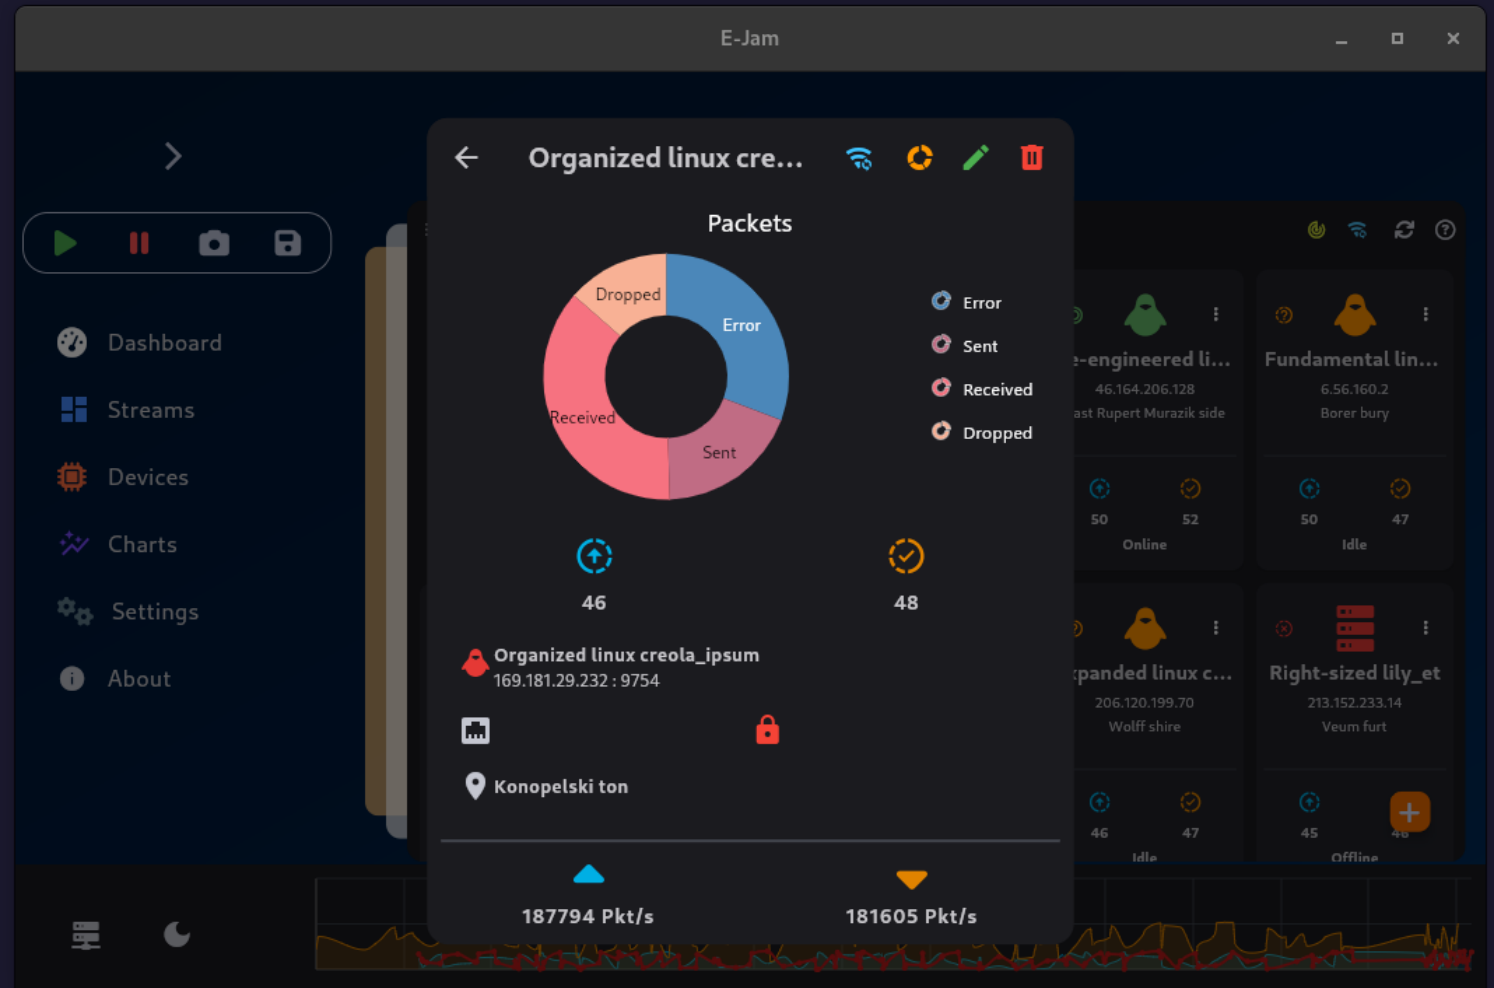 E-Jam
Organized linux cre...
Packets
Dropped
Error
Received
Sent
Error
Sent
Received
Dropped
46
48
Organized linux creola_ipsum
169.181.29.232 : 9754
Konopelski ton
187794 Pkt/s
181605 Pkt/s
Dashboard
Streams
Devices
Charts
Settings
About
e-engineered li...
46.164.206.128
ast Rupert Murazik side
50
52
Online
Fundamental lin...
6.56.160.2
Borer bury
50
47
Idle
xpanded linux c...
206.120.199.70
Wolff shire
46
47
Idle
Right-sized lily_et
213.152.233.14
Veum furt
45
46
Offline